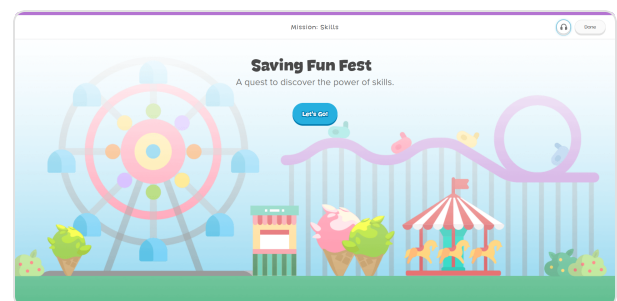 Mission: Skills
Done
Saving Fun Fest
A quest to discover the power of skills.
Let's Go!